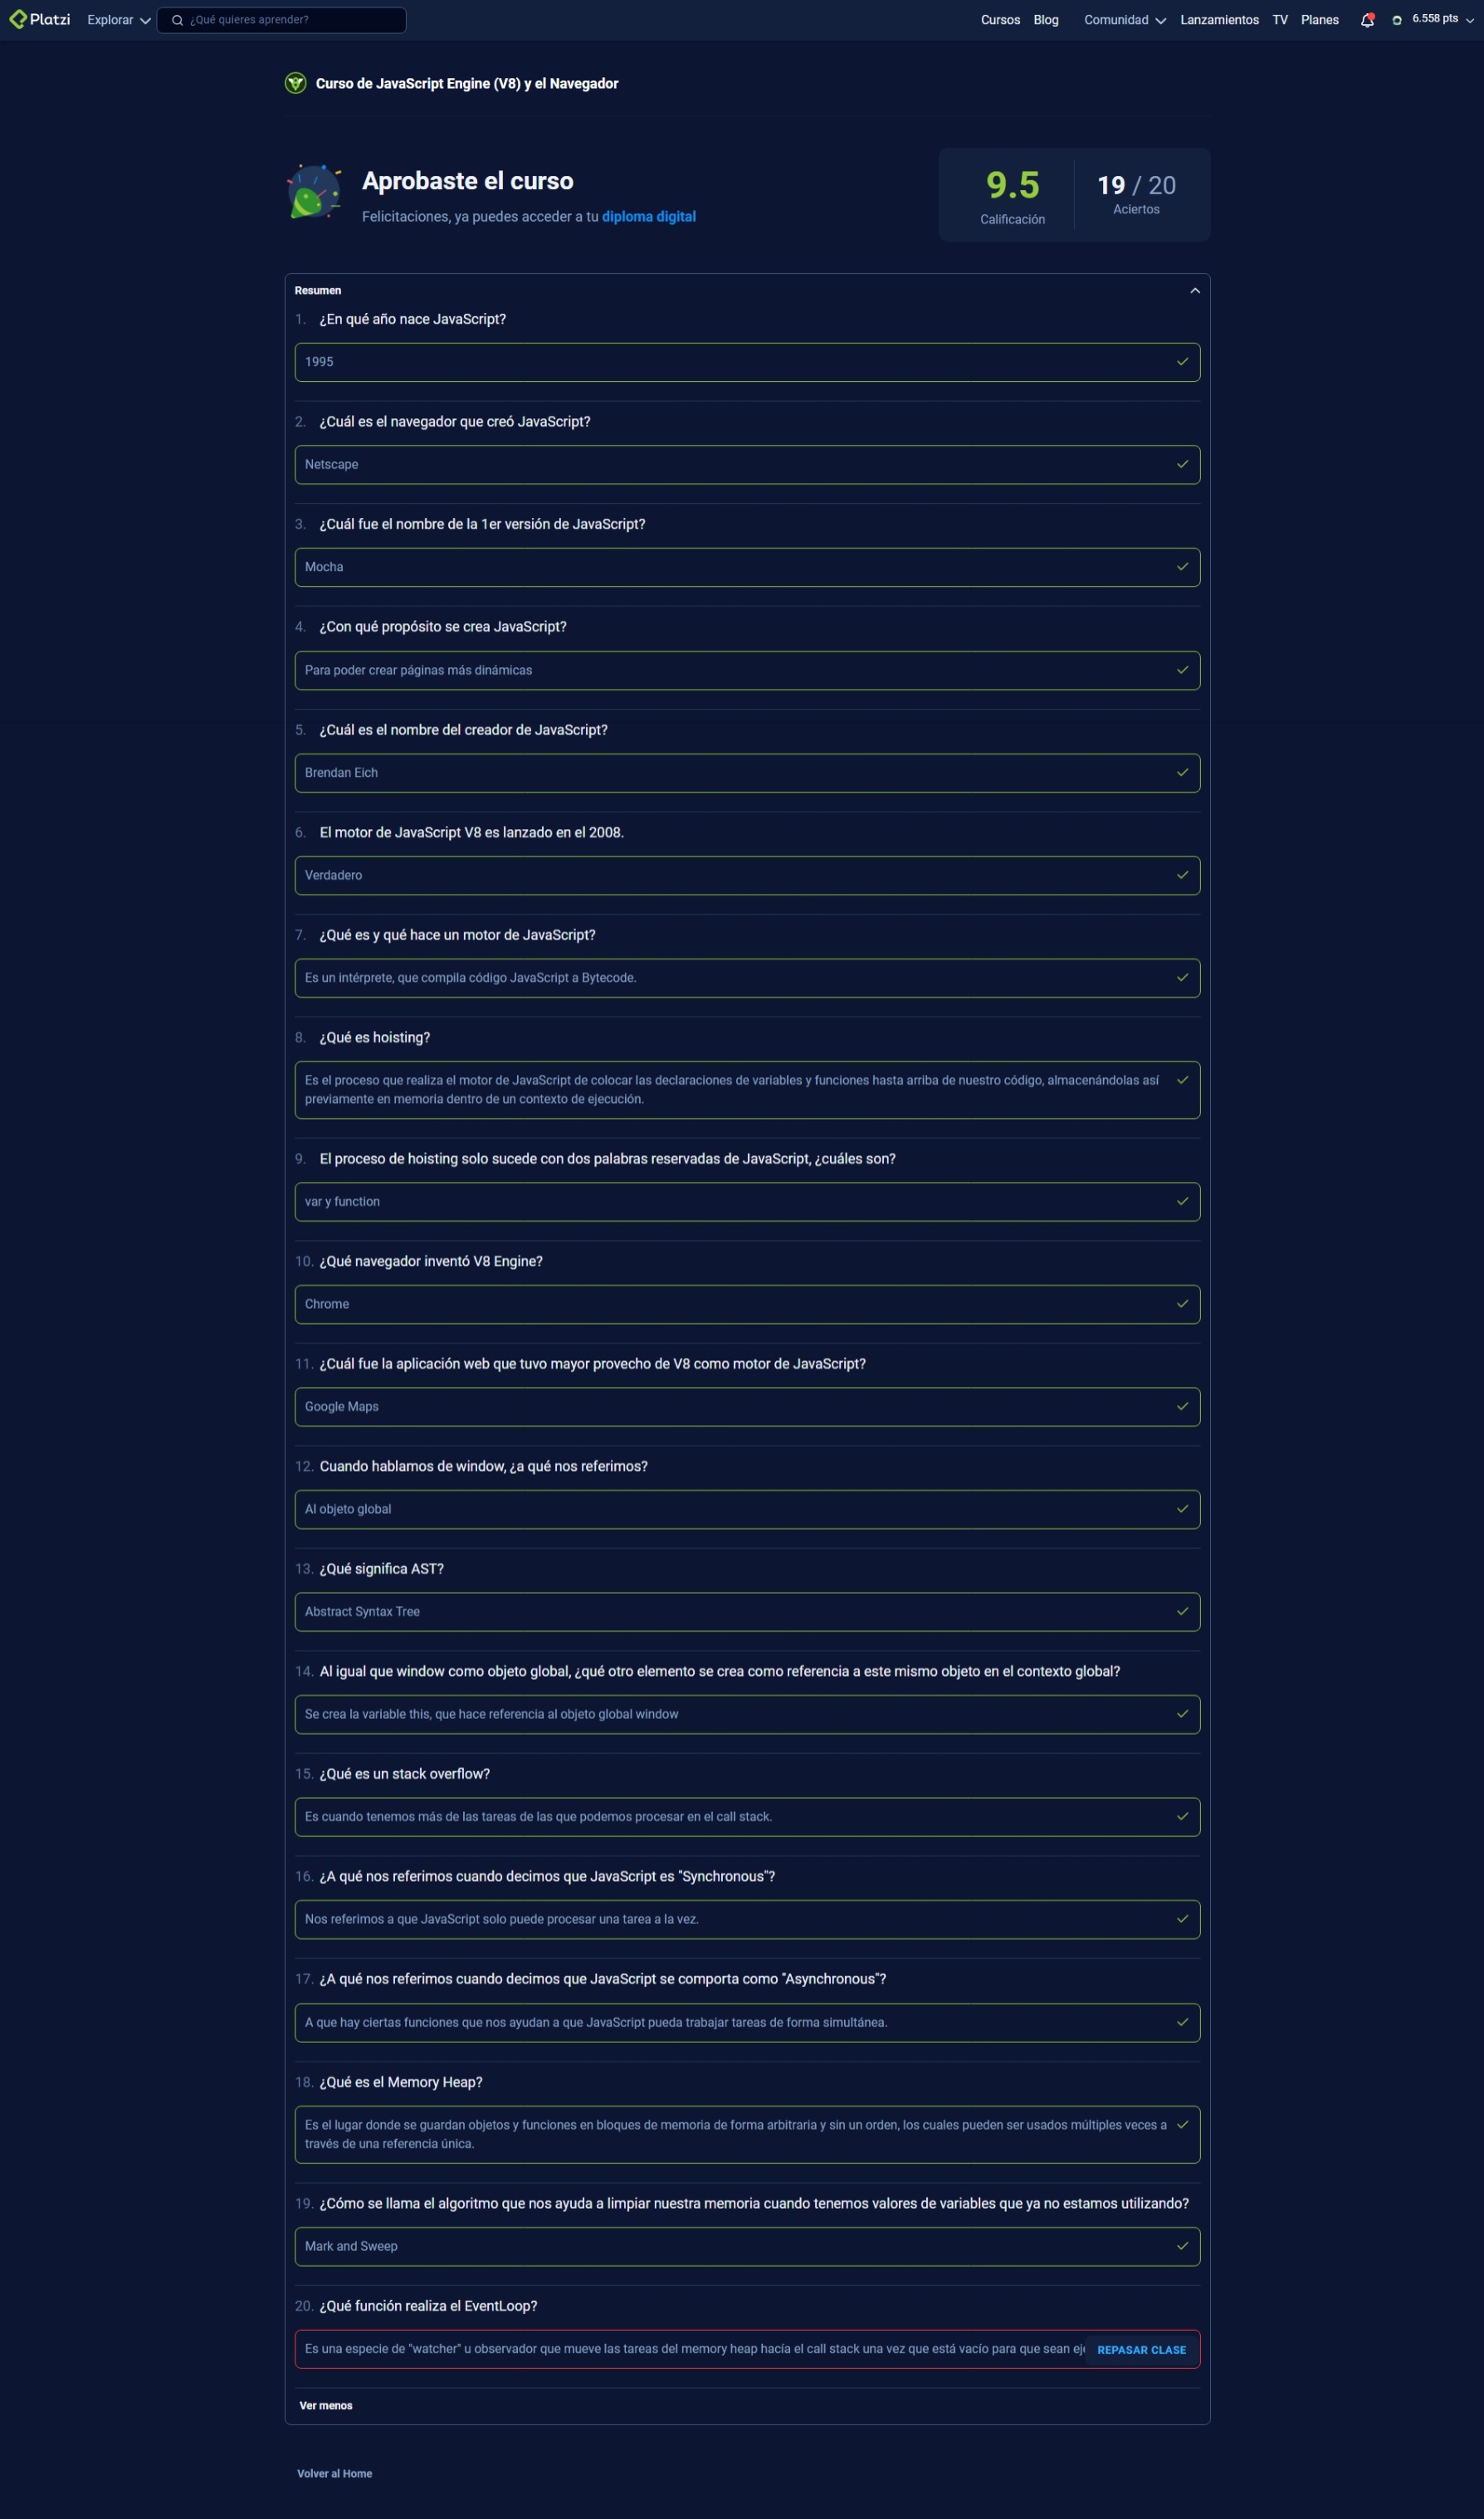 Platzi Explorar ¿Qué quieres aprender? Cursos Blog Comunidad Lanzamientos TV Planes 6.558 pts
Curso de JavaScript Engine (V8) y el Navegador
Aprobaste el curso
Felicitaciones, ya puedes acceder a tu diploma digital
9.5
Calificación
19 / 20
Aciertos
Resumen
1. ¿En qué año nace JavaScript?
1995
2. ¿Cuál es el navegador que creó JavaScript?
Netscape
3. ¿Cuál fue el nombre de la 1er versión de JavaScript?
Mocha
4. ¿Con qué propósito se crea JavaScript?
Para poder crear páginas más dinámicas
5. ¿Cuál es el nombre del creador de JavaScript?
Brendan Eich
6. El motor de JavaScript V8 es lanzado en el 2008.
Verdadero
7. ¿Qué es y qué hace un motor de JavaScript?
Es un intérprete, que compila código JavaScript a Bytecode.
8. ¿Qué es hoisting?
Es el proceso que realiza el motor de JavaScript de colocar las declaraciones de variables y funciones hasta arriba de nuestro código, almacenándolas así
previamente en memoria dentro de un contexto de ejecución.
9. El proceso de hoisting solo sucede con dos palabras reservadas de JavaScript, ¿cuáles son?
var y function
10. ¿Qué navegador inventó V8 Engine?
Chrome
11. ¿Cuál fue la aplicación web que tuvo mayor provecho de V8 como motor de JavaScript?
Google Maps
12. Cuando hablamos de window, ¿a qué nos referimos?
Al objeto global
13. ¿Qué significa AST?
Abstract Syntax Tree
14. Al igual que window como objeto global, ¿qué otro elemento se crea como referencia a este mismo objeto en el contexto global?
Se crea la variable this, que hace referencia al objeto global window
15. ¿Qué es un stack overflow?
Es cuando tenemos más de las tareas de las que podemos procesar en el call stack.
16. ¿A qué nos referimos cuando decimos que JavaScript es "Synchronous"?
Nos referimos a que JavaScript solo puede procesar una tarea a la vez.
17. ¿A qué nos referimos cuando decimos que JavaScript se comporta como "Asynchronous"?
A que hay ciertas funciones que nos ayudan a que JavaScript pueda trabajar tareas de forma simultánea.
18. ¿Qué es el Memory Heap?
Es el lugar donde se guardan objetos y funciones en bloques de memoria de forma arbitraria y sin un orden, los cuales pueden ser usados múltiples veces a
través de una referencia única.
19. ¿Cómo se llama el algoritmo que nos ayuda a limpiar nuestra memoria cuando tenemos valores de variables que ya no estamos utilizando?
Mark and Sweep
20. ¿Qué función realiza el EventLoop?
Es una especie de "watcher" u observador que mueve las tareas del memory heap hacía el call stack una vez que está vacío para que sean eje REPASAR CLASE
Ver menos
Volver al Home